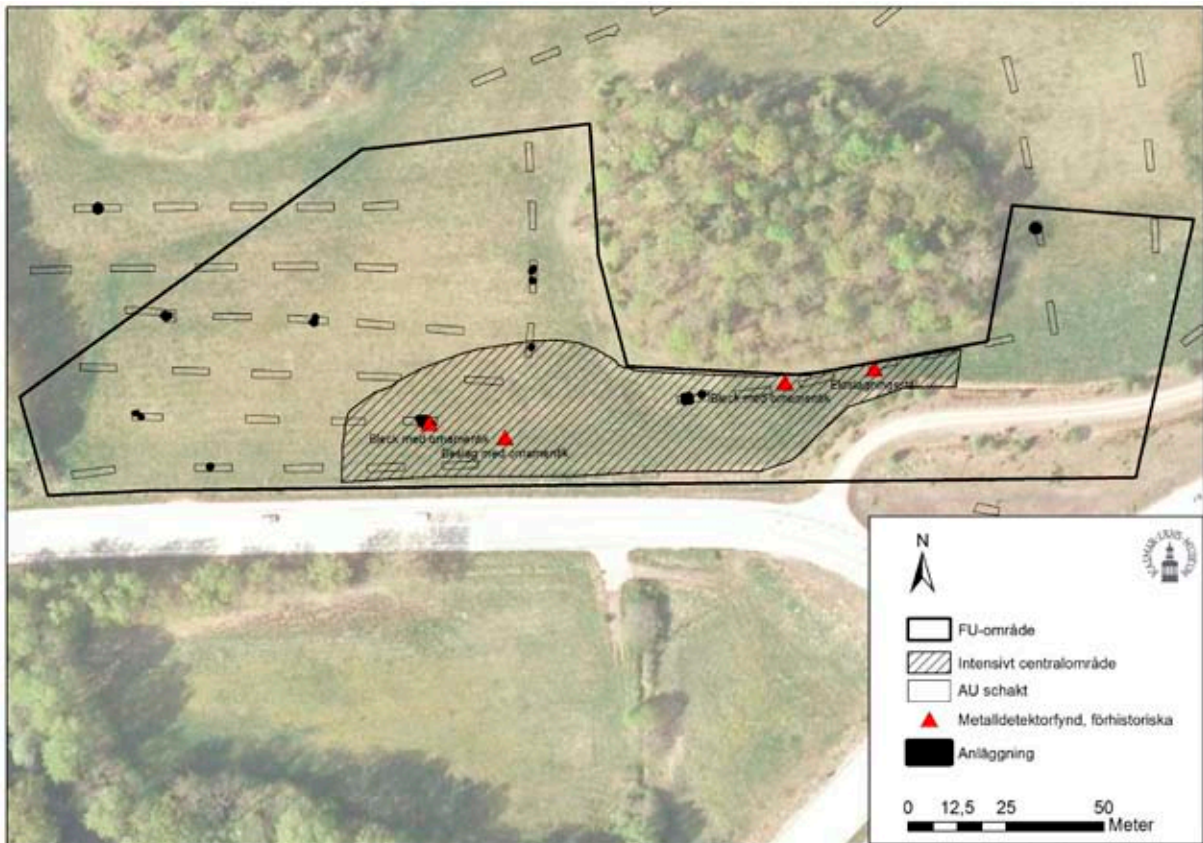 Bleck med ornamentik
Beslag med ornamentik
Bleck med ornamentik
N
FU-område
Intensivt centralområde
AU schakt
Metalldetektorfynd, förhistoriska
Anläggning
0 12,5 25 50
Meter